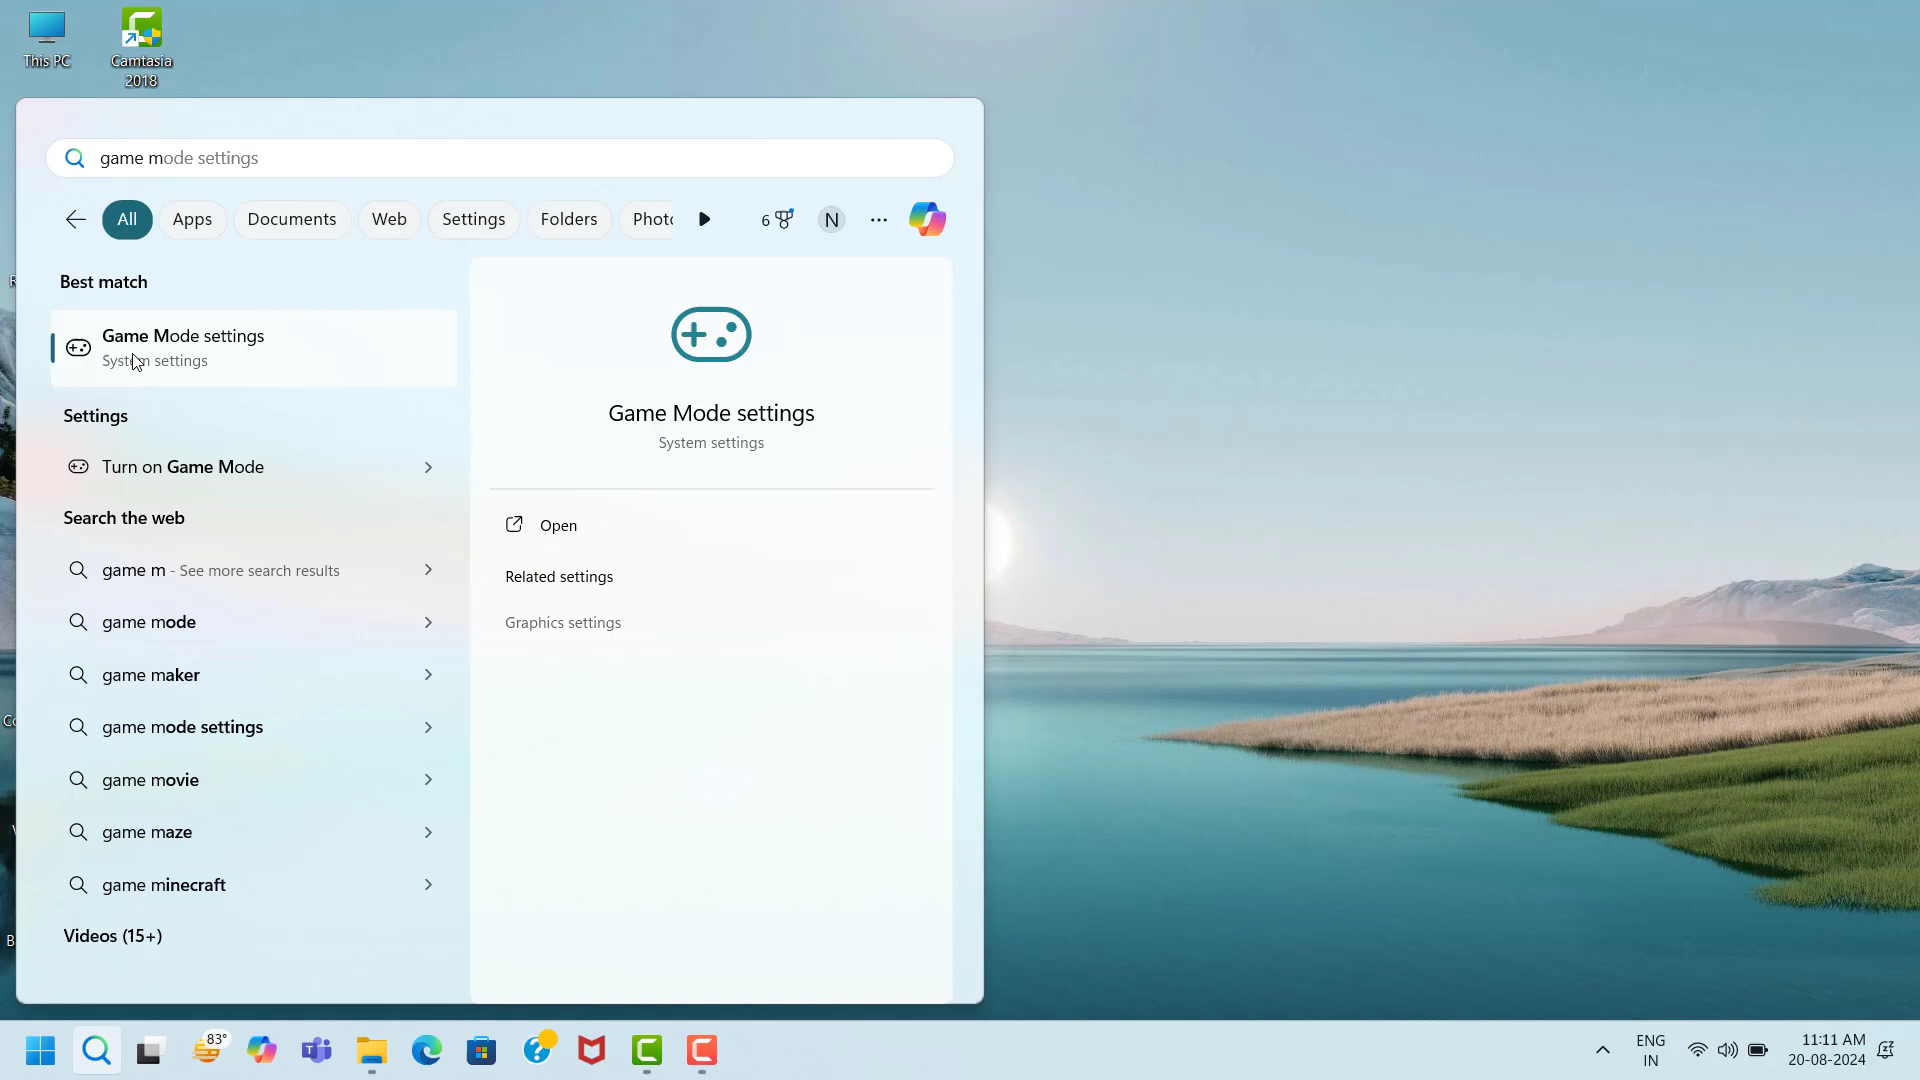 This PC
Camtasia
2018
game mode settings
All
Apps
Documents
Web
Settings
Folders
Phot
6
N
Best match
Game Mode settings
System settings
Settings
Turn on Game Mode
Search the web
game m - See more search results
game mode
game maker
game mode settings
game movie
game maze
game minecraft
Videos (15+)
Game Mode settings
System settings
Open
Related settings
Graphics settings
83°
ENG
IN
11:11 AM
20-08-2024